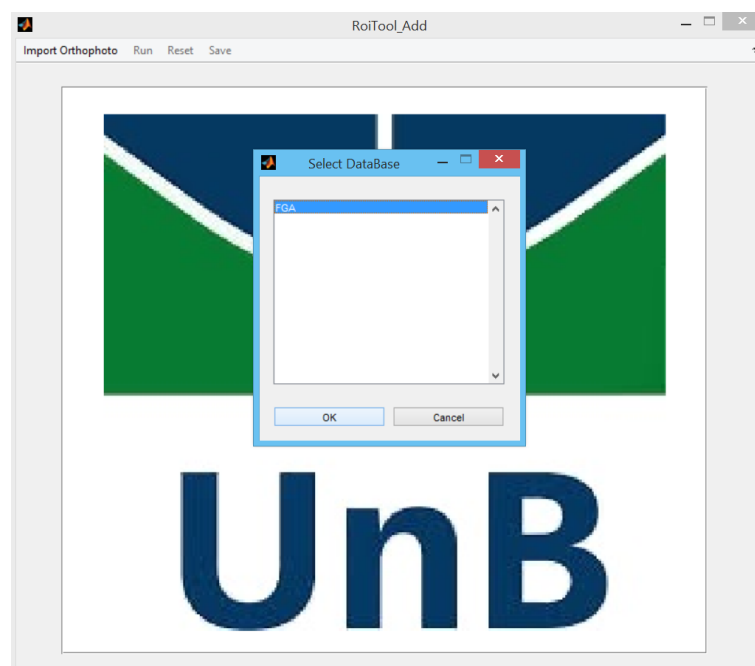 RoiTool_Add
Import Orthophoto Run Reset Save
Select DataBase
FGA
OK Cancel
UnB